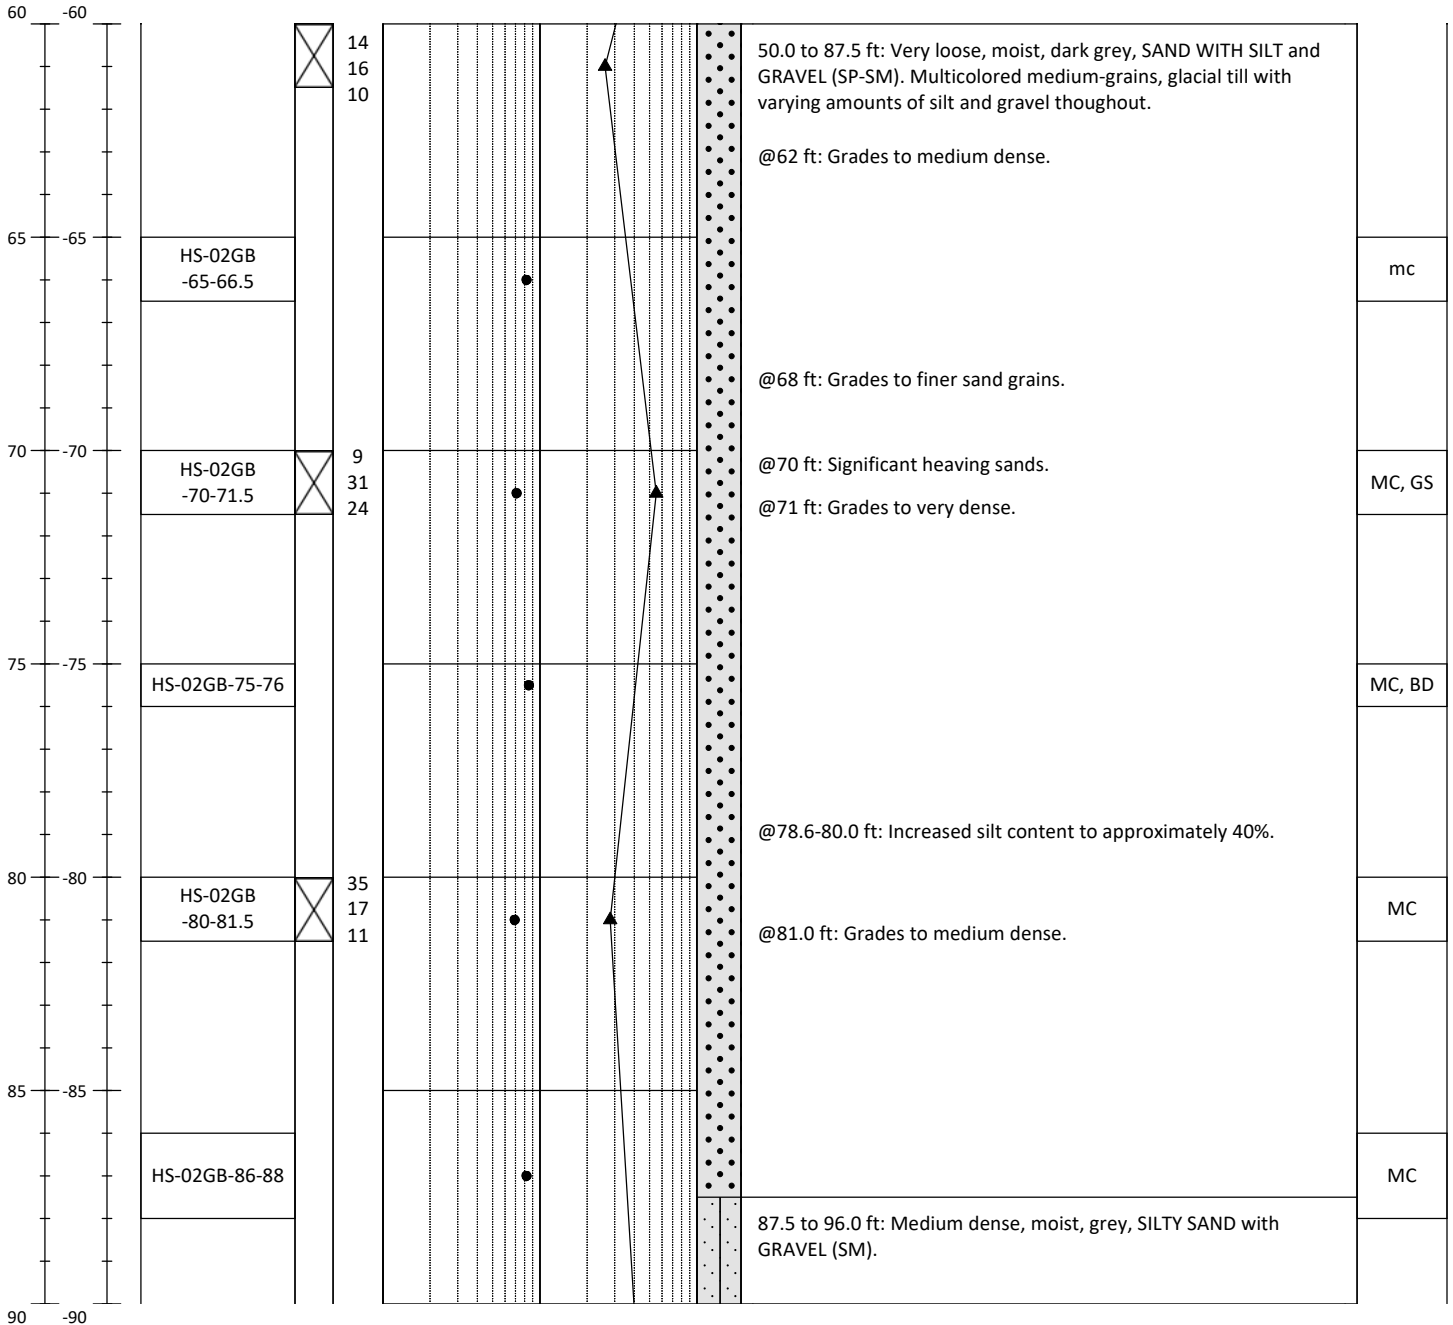 60 -60
14
16
10
50.0 to 87.5 ft: Very loose, moist, dark grey, SAND WITH SILT and
GRAVEL (SP-SM). Multicolored medium-grains, glacial till with
varying amounts of silt and gravel thoughout.
@62 ft: Grades to medium dense.
65 -65
HS-02GB
-65-66.5
mc
@68 ft: Grades to finer sand grains.
70 -70
HS-02GB
-70-71.5
9
31
24
@70 ft: Significant heaving sands.
MC, GS
@71 ft: Grades to very dense.
75 -75
HS-02GB-75-76
MC, BD
@78.6-80.0 ft: Increased silt content to approximately 40%.
80 -80
HS-02GB
-80-81.5
35
17
11
MC
@81.0 ft: Grades to medium dense.
85 -85
HS-02GB-86-88
MC
87.5 to 96.0 ft: Medium dense, moist, grey, SILTY SAND with
GRAVEL (SM).
90 -90